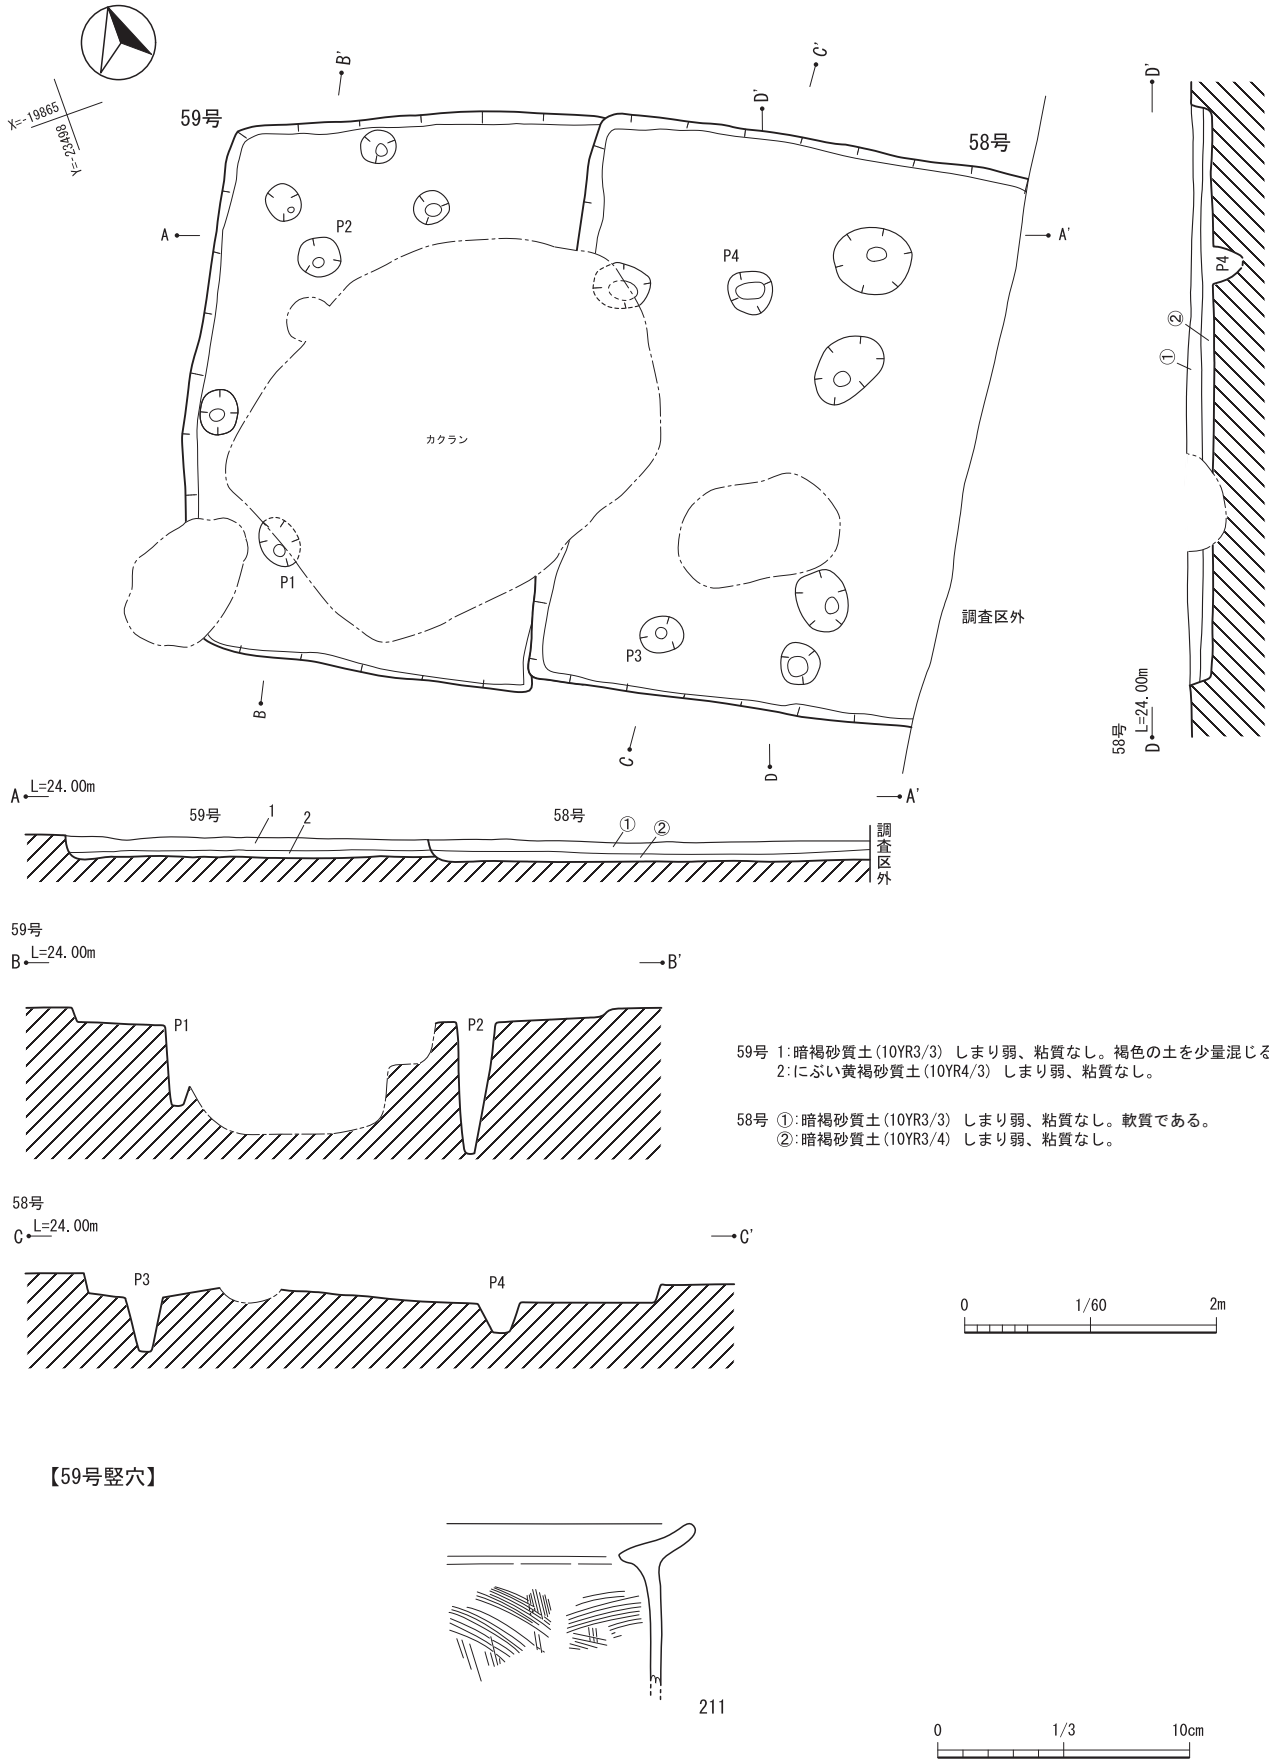 X=-19865
Y=-23498
59号
58号
B'
C'
D'
D'
A
A'
P2
P4
P4
カクラン
②
①
P1
P3
調査区外
B
C
D
58号
D L=24.00m
A L=24.00m
A'
59号
1
2
58号
①
②
調査区外
59号
B L=24.00m
B'
P1
P2
59号 1:暗褐砂質土(10YR3/3) しまり弱、粘質なし。褐色の土を少量混じる
2:にぶい黄褐砂質土(10YR4/3) しまり弱、粘質なし。
58号 ①:暗褐砂質土(10YR3/3) しまり弱、粘質なし。軟質である。
②:暗褐砂質土(10YR3/4) しまり弱、粘質なし。
58号
C L=24.00m
C'
P3
P4
0 1/60 2m
【59号竪穴】
211
0 1/3 10cm